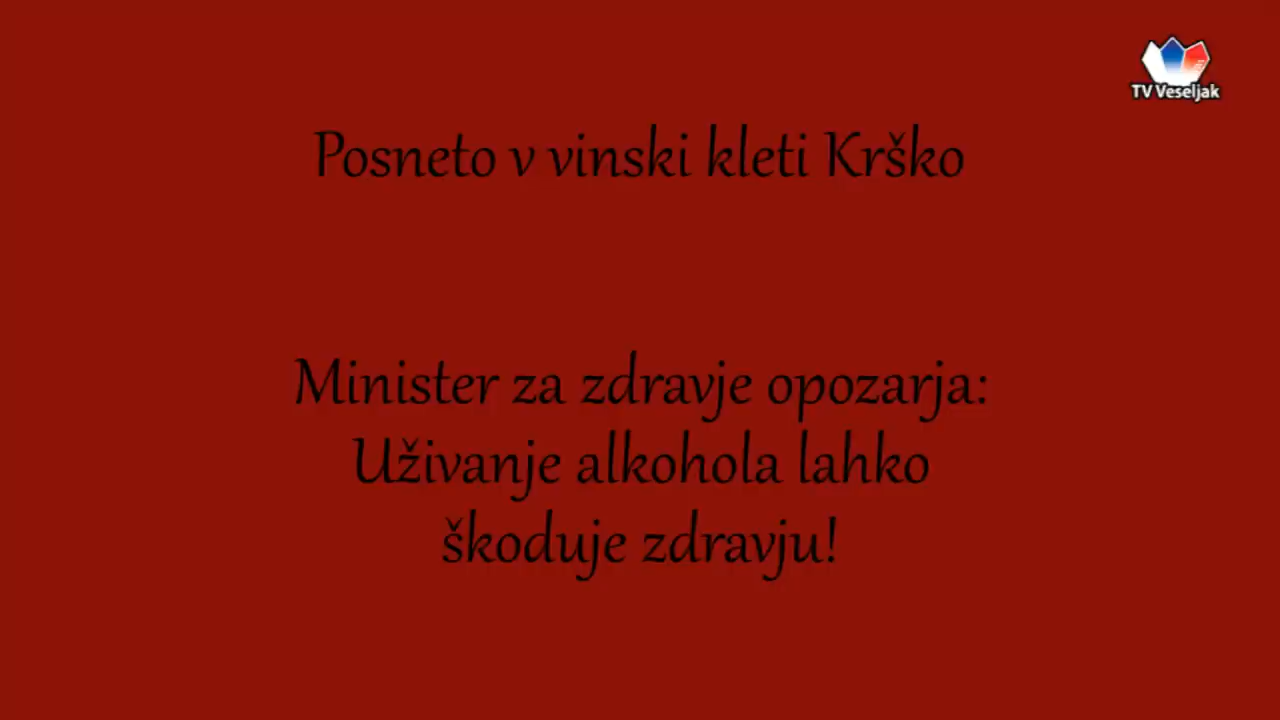 TV Veseljak
Posneto v vinski kleti Krško
Minister za zdravje opozarja:
Uživanje alkohola lahko
škoduje zdravju!